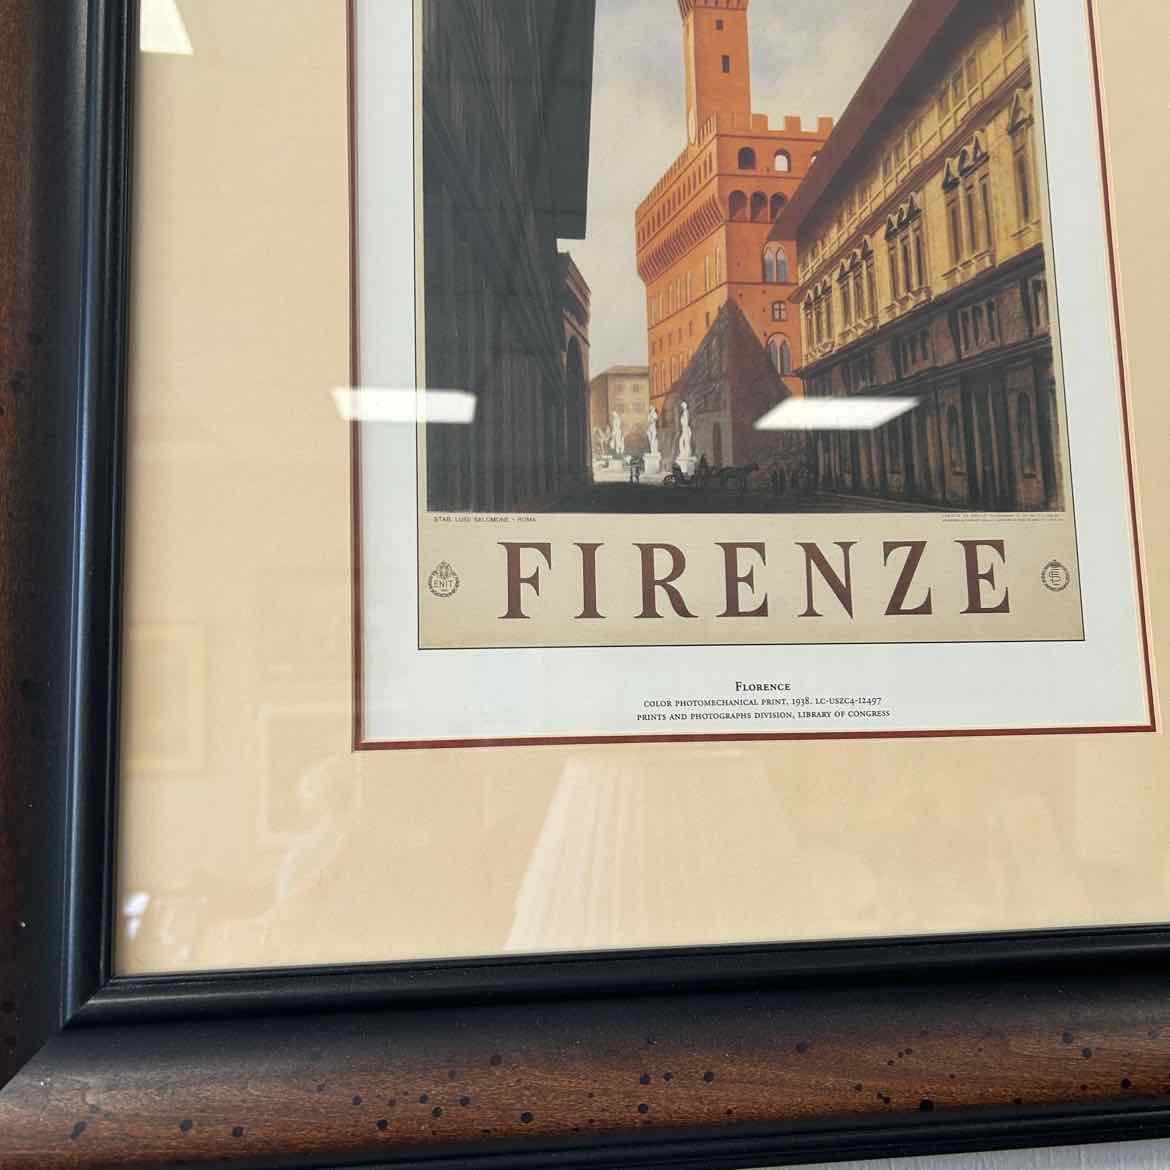 STAB. LUIGI SALOMONE, - ROMA
ENIT
FIRENZE
FLORENCE
COLOR PHOTOMECHANICAL PRINT, 1938. LC-USZC4-12497
PRINTS AND PHOTOGRAPHS DIVISION, LIBRARY OF CONGRESS